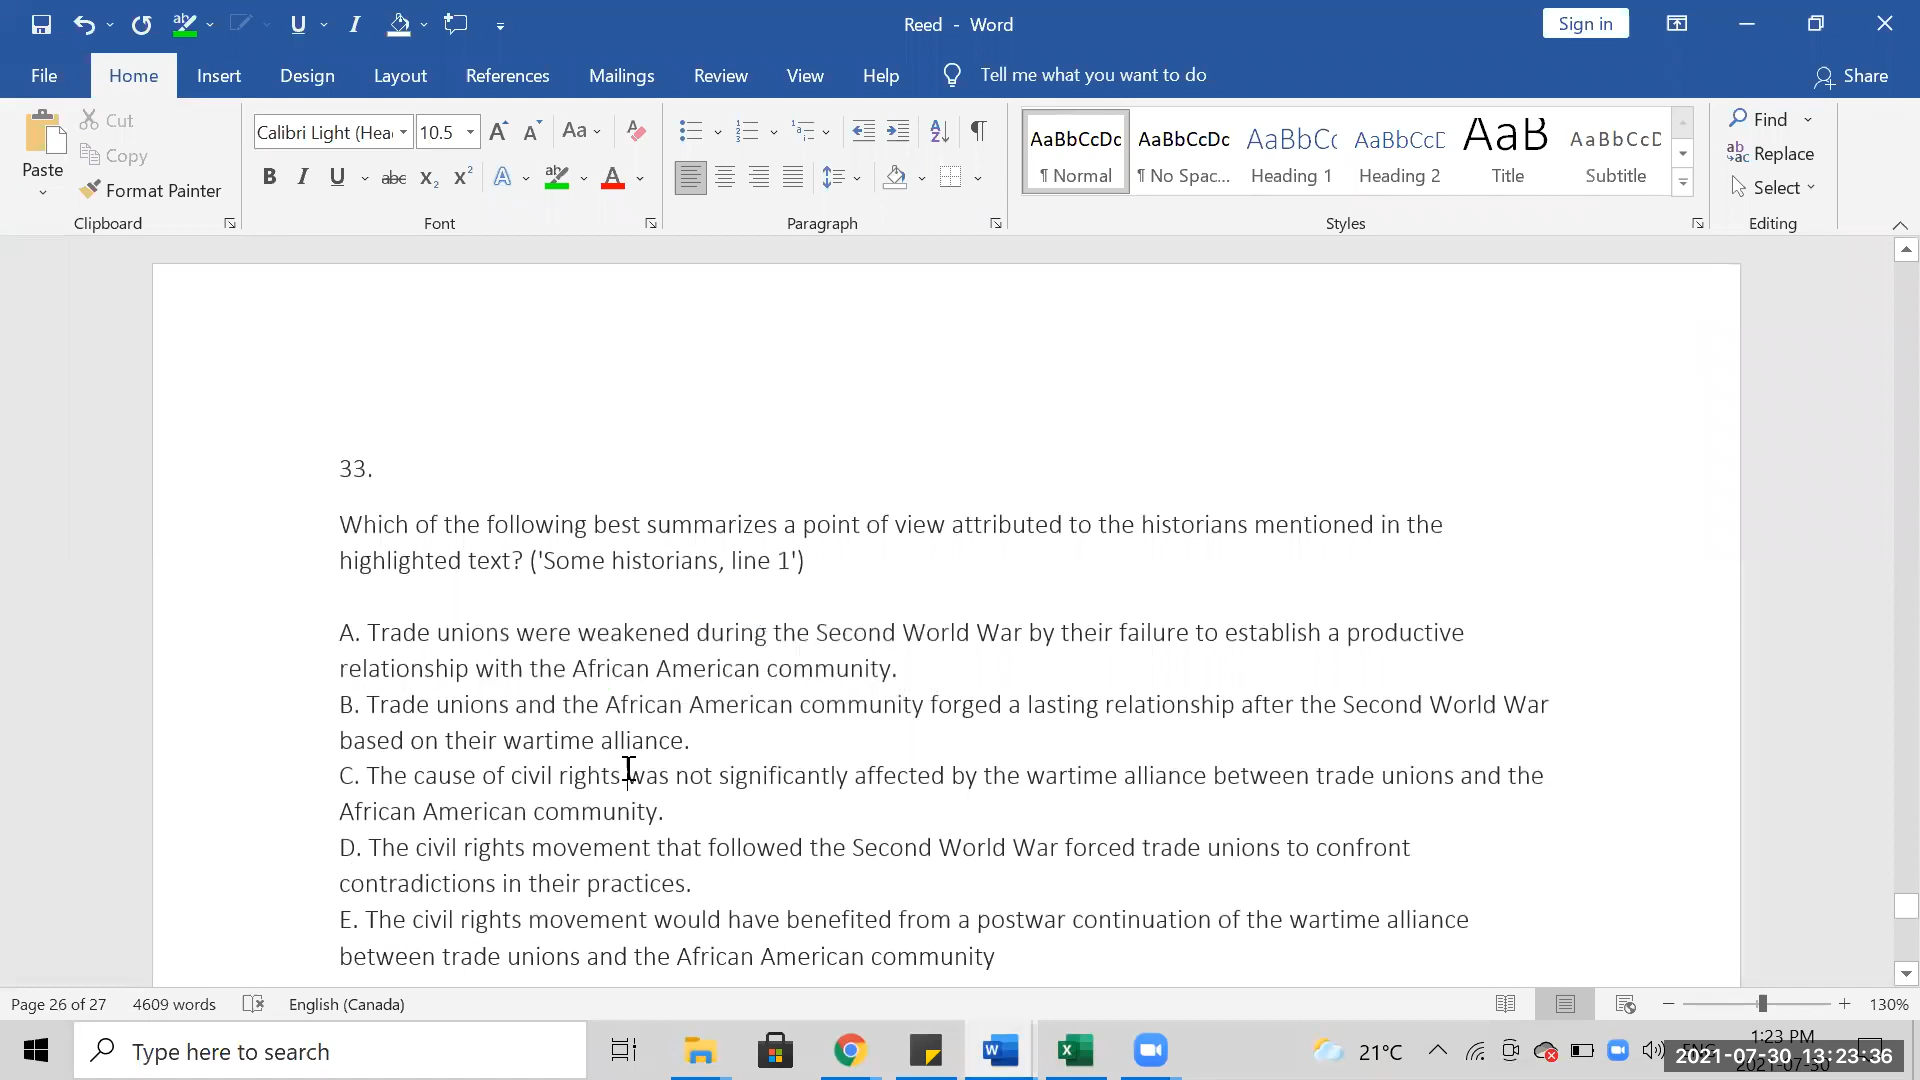 Reed - Word
Sign in
File Home Insert Design Layout References Mailings Review View Help Tell me what you want to do Share
Paste
Cut
Copy
Format Painter
Clipboard
Calibri Light (Hea 10.5
Font
Paragraph
AaBbCcDc AaBbCcDc AaBbCc AaBbCcD AaB AaBbCcD
¶ Normal ¶ No Spac... Heading 1 Heading 2 Title Subtitle
Styles
Find
Replace
Select
Editing
33.
Which of the following best summarizes a point of view attributed to the historians mentioned in the
highlighted text? ('Some historians, line 1')
A. Trade unions were weakened during the Second World War by their failure to establish a productive
relationship with the African American community.
B. Trade unions and the African American community forged a lasting relationship after the Second World War
based on their wartime alliance.
C. The cause of civil rights was not significantly affected by the wartime alliance between trade unions and the
African American community.
D. The civil rights movement that followed the Second World War forced trade unions to confront
contradictions in their practices.
E. The civil rights movement would have benefited from a postwar continuation of the wartime alliance
between trade unions and the African American community
Page 26 of 27 4609 words English (Canada) 130%
Type here to search
21°C
1:23 PM
2021-07-30 13:23:36